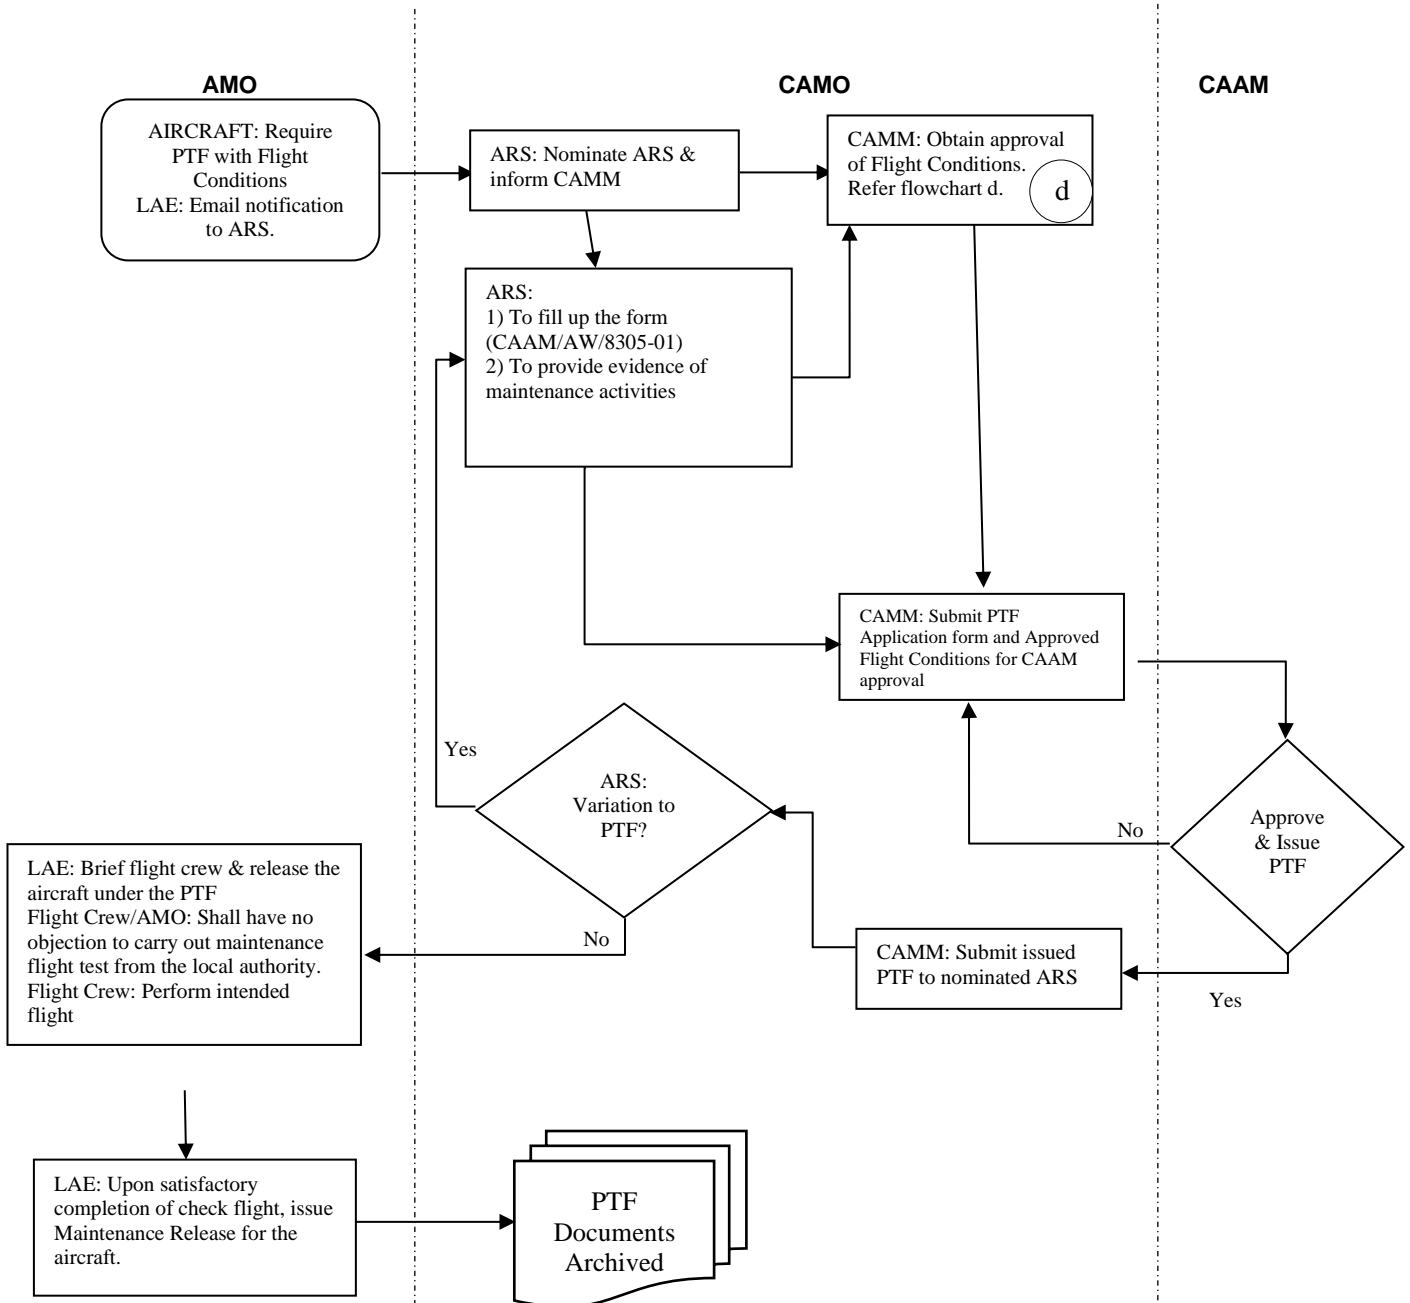 AMO
CAMO
CAAM
AIRCRAFT: Require
PTF with Flight
Conditions
LAE: Email notification
to ARS.
ARS: Nominate ARS &
inform CAMM
CAMM: Obtain approval
of Flight Conditions.
Refer flowchart d.
d
ARS:
1) To fill up the form
(CAAM/AW/8305-01)
2) To provide evidence of
maintenance activities
CAMM: Submit PTF
Application form and Approved
Flight Conditions for CAAM
approval
Yes
ARS:
Variation to
PTF?
No
Approve
& Issue
PTF
No
Yes
CAMM: Submit issued
PTF to nominated ARS
LAE: Brief flight crew & release the
aircraft under the PTF
Flight Crew/AMO: Shall have no
objection to carry out maintenance
flight test from the local authority.
Flight Crew: Perform intended
flight
LAE: Upon satisfactory
completion of check flight, issue
Maintenance Release for the
aircraft.
PTF
Documents
Archived